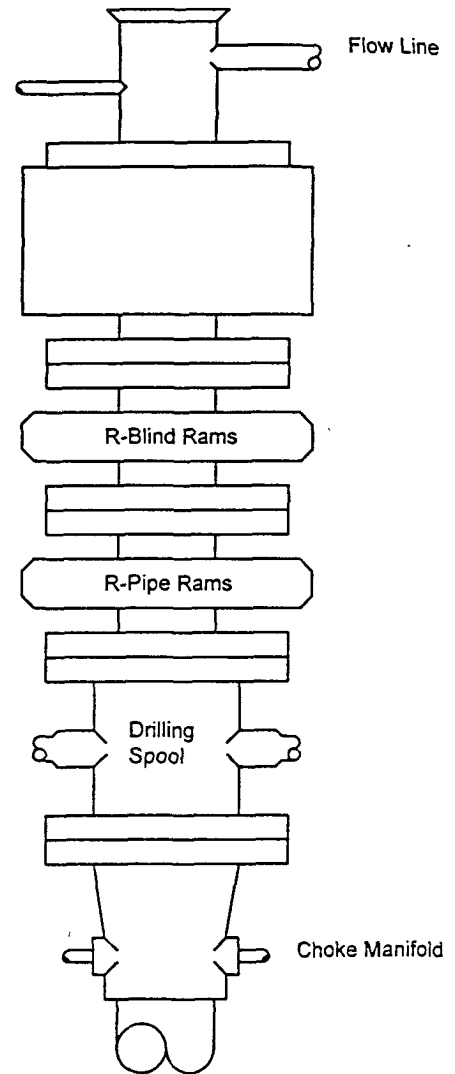 Flow Line
R-Blind Rams
R-Pipe Rams
Drilling
Spool
Choke Manifold